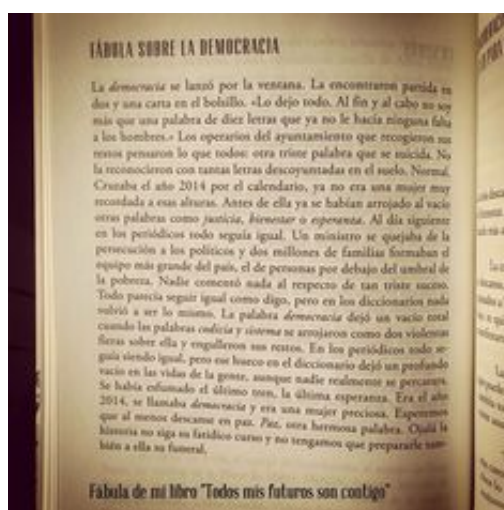 FÁBULA SOBRE LA DEMOCRACIA
La democracia se lanzó por la ventana. La encontraron partida en
dos y una carta en el bolsillo. «Lo dejo todo. Al fin y al cabo no soy
más que una palabra de diez letras que ya no le hacía ninguna falta
a los hombres.» Los operarios del ayuntamiento que recogieron sus
restos pensaron lo que todos: otra triste palabra que se suicida. No
la reconocieron con tantas letras descoyuntadas en el suelo. Normal.
Cruzaba el año 2014 por el calendario, ya no era una mujer muy
recordada a esas alturas. Antes de ella ya se habían arrojado al vacío
otras palabras como justicia, bienestar o esperanza. Al día siguiente
en los periódicos todo seguía igual. Un ministro se quejaba de la
persecución a los políticos y dos millones de familias formaban el
equipo más grande del país, el de personas por debajo del umbral de
la pobreza. Nadie comentó nada al respecto de tan triste suceso.
Todo parecía seguir igual como digo, pero en los diccionarios nada
volvió a ser lo mismo. La palabra democracia dejó un vacío total
cuando las palabras codicia y sistema se arrojaron como dos violentas
fieras sobre ella y engulleron sus restos. En los periódicos todo se-
guía siendo igual, pero ese hueco en el diccionario dejó un profundo
vacío en las vidas de la gente, aunque nadie realmente se percatara.
Se había esfumado el último tren, la última esperanza. Era el año
2014, se llamaba democracia y era una mujer preciosa. Esperemos
que al menos descanse en paz. Paz, otra hermosa palabra. Ojalá la
historia no siga su fatídico curso y no tengamos que prepararle tam-
bién a ella su funeral.
Fábula de mi libro "Todos mis futuros son contigo"